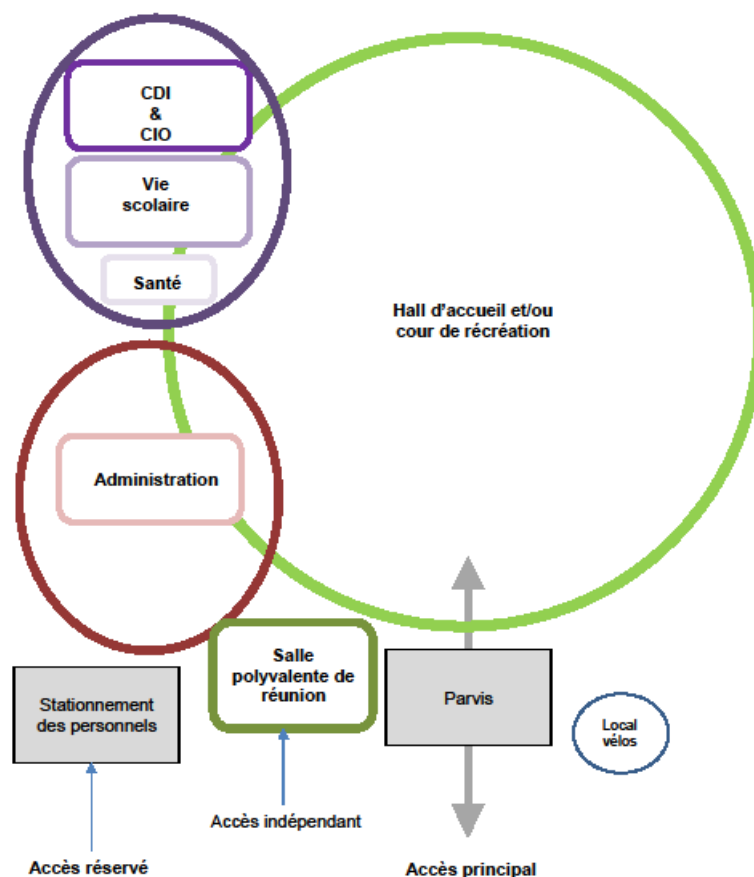 CDI
&
CIO
Vie
scolaire
Santé
Hall d'accueil et/ou
cour de récréation
Administration
Salle
polyvalente de
réunion
Stationnement
des personnels
Parvis
Local
vélos
Accès indépendant
Accès réservé
Accès principal